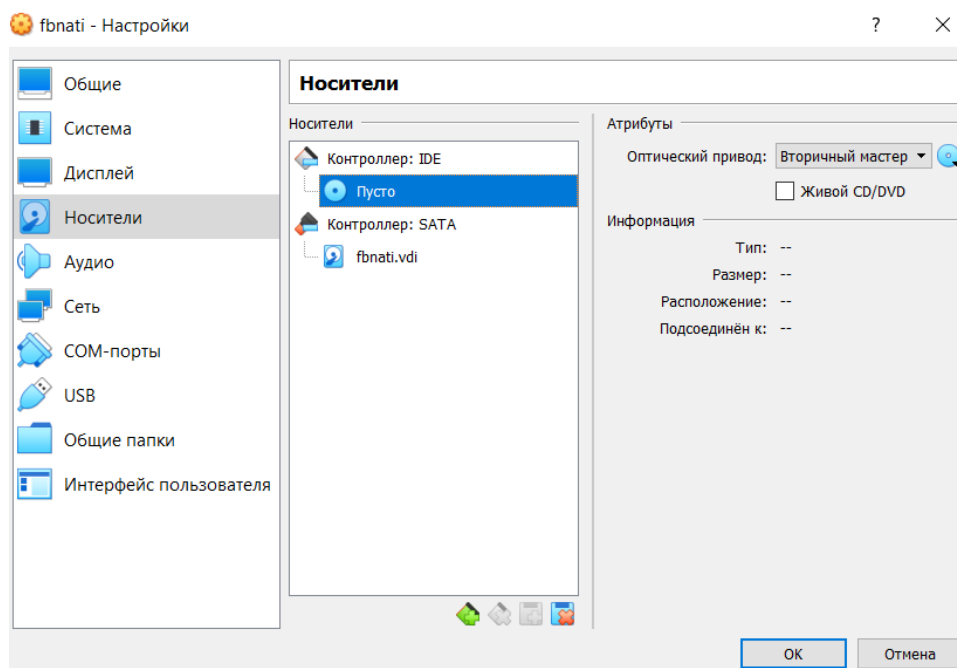 fbnati - Настройки
?
Общие
Система
Дисплей
Носители
Аудио
Сеть
COM-порты
USB
Общие папки
Интерфейс пользователя
Носители
Носители
Контроллер: IDE
Пусто
Контроллер: SATA
fbnati.vdi
Атрибуты
Оптический привод: Вторичный мастер
Живой CD/DVD
Информация
Тип: --
Размер: --
Расположение: --
Подсоединён к: --
OK
Отмена